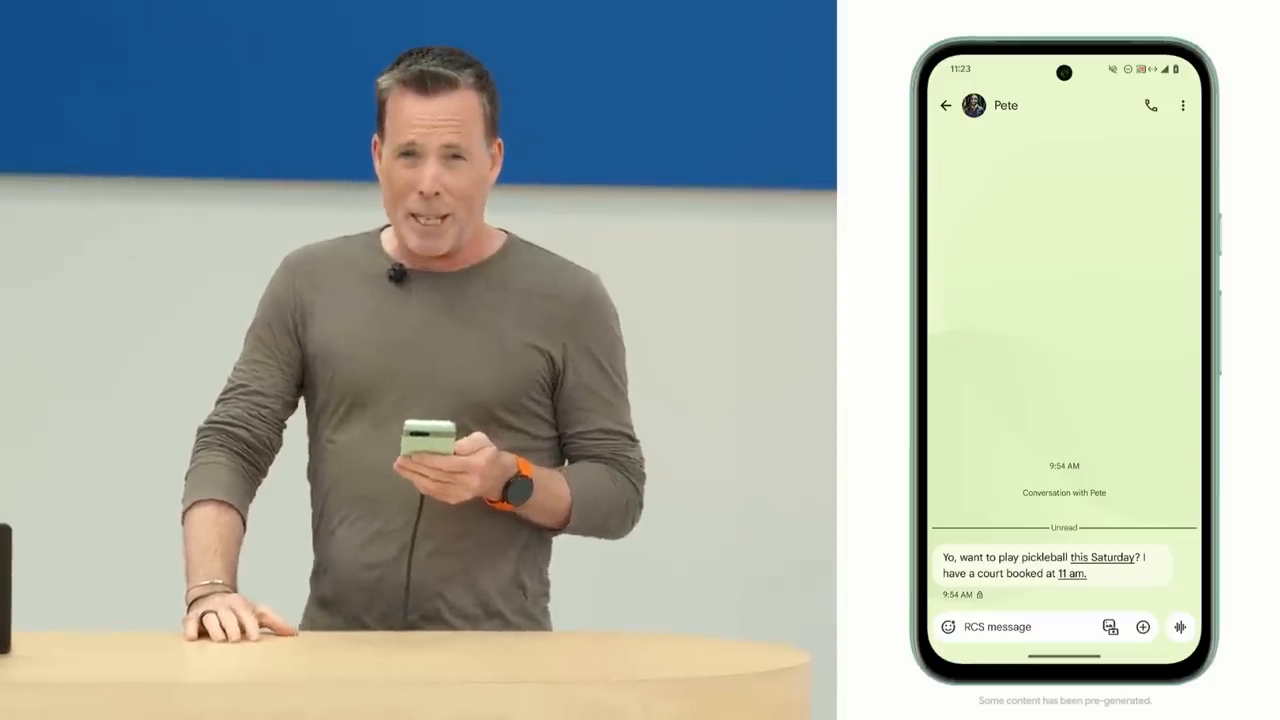 11:23
Pete
9:54 AM
Conversation with Pete
Unread
Yo, want to play pickleball this Saturday? I
have a court booked at 11 am.
9:54 AM
RCS message
Some content has been pre-generated.